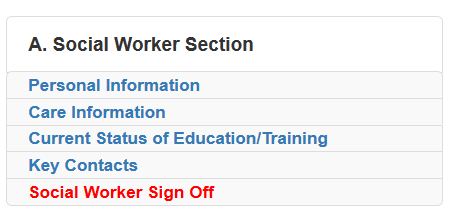 A. Social Worker Section
Personal Information
Care Information
Current Status of Education/Training
Key Contacts
Social Worker Sign Off